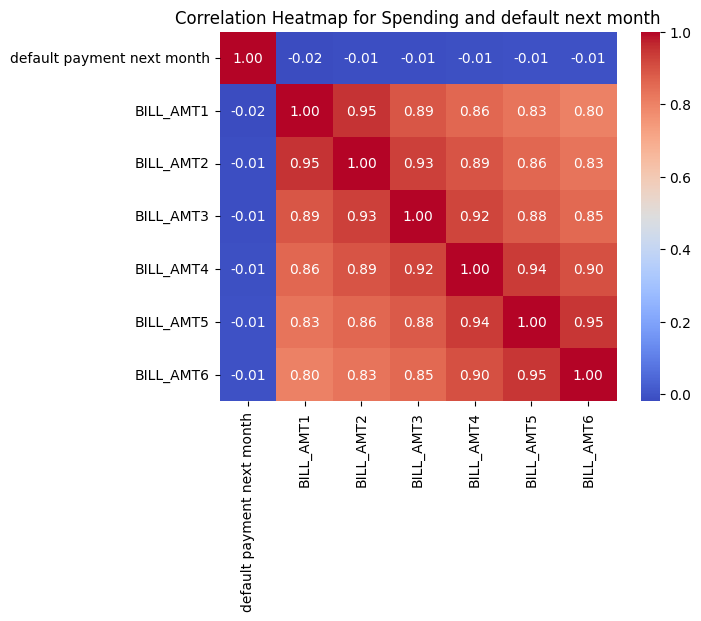 Correlation Heatmap for Spending and default next month
default payment next month 1.00 -0.02 -0.01 -0.01 -0.01 -0.01 -0.01
BILL_AMT1 -0.02 1.00 0.95 0.89 0.86 0.83 0.80
BILL_AMT2 -0.01 0.95 1.00 0.93 0.89 0.86 0.83
BILL_AMT3 -0.01 0.89 0.93 1.00 0.92 0.88 0.85
BILL_AMT4 -0.01 0.86 0.89 0.92 1.00 0.94 0.90
BILL_AMT5 -0.01 0.83 0.86 0.88 0.94 1.00 0.95
BILL_AMT6 -0.01 0.80 0.83 0.85 0.90 0.95 1.00
default payment next month
BILL_AMT1
BILL_AMT2
BILL_AMT3
BILL_AMT4
BILL_AMT5
BILL_AMT6
1.0
0.8
0.6
0.4
0.2
0.0